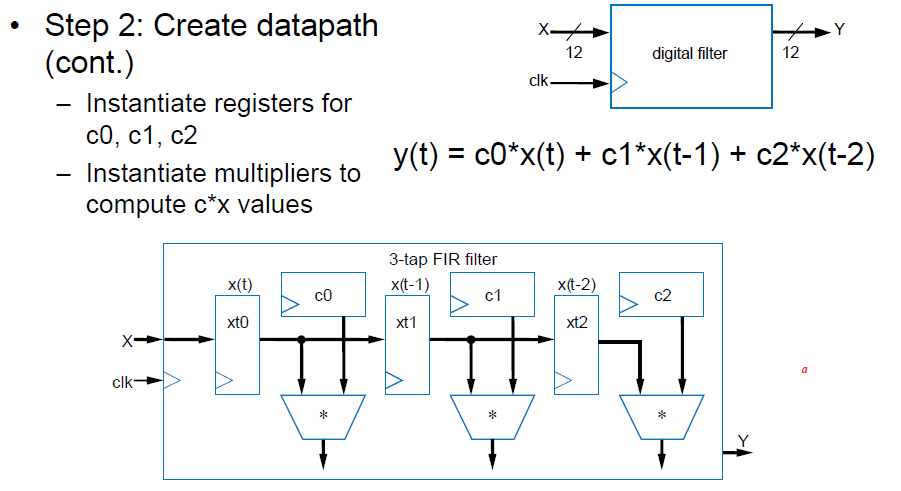 • Step 2: Create datapath
(cont.)
– Instantiate registers for
c0, c1, c2
– Instantiate multipliers to
compute c*x values
X
12
digital filter
Y
12
clk
y(t) = c0*x(t) + c1*x(t-1) + c2*x(t-2)
3-tap FIR filter
x(t)
x(t-1)
x(t-2)
c0
c1
c2
xt0
xt1
xt2
X
clk
a
*
*
*
Y